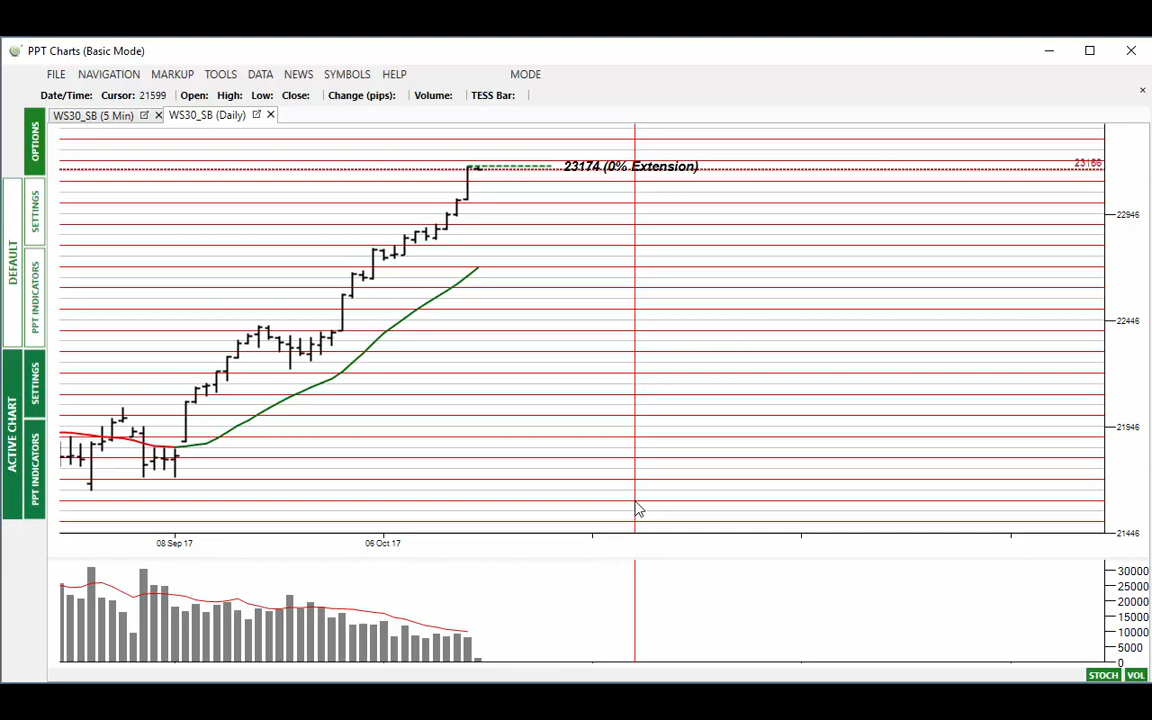 PPT Charts (Basic Mode)
FILE NAVIGATION MARKUP TOOLS DATA NEWS SYMBOLS HELP MODE
Date/Time: Cursor: 21599 Open: High: Low: Close: Change (pips): Volume: TESS Bar:
WS30_SB (5 Min) WS30_SB (Daily)
OPTIONS
DEFAULT
SETTINGS
PPT INDICATORS
ACTIVE CHART
SETTINGS
PPT INDICATORS
23174 (0% Extension)
23166
22946
22446
21946
21446
08 Sep 17 06 Oct 17
30000
25000
20000
15000
10000
5000
0
STOCH VOL